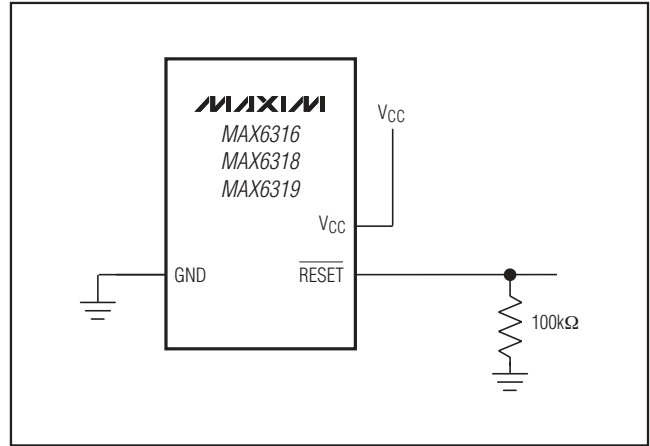 MAXIM
MAX6316
MAX6318
MAX6319
VCC
VCC
GND
RESET
100kΩ